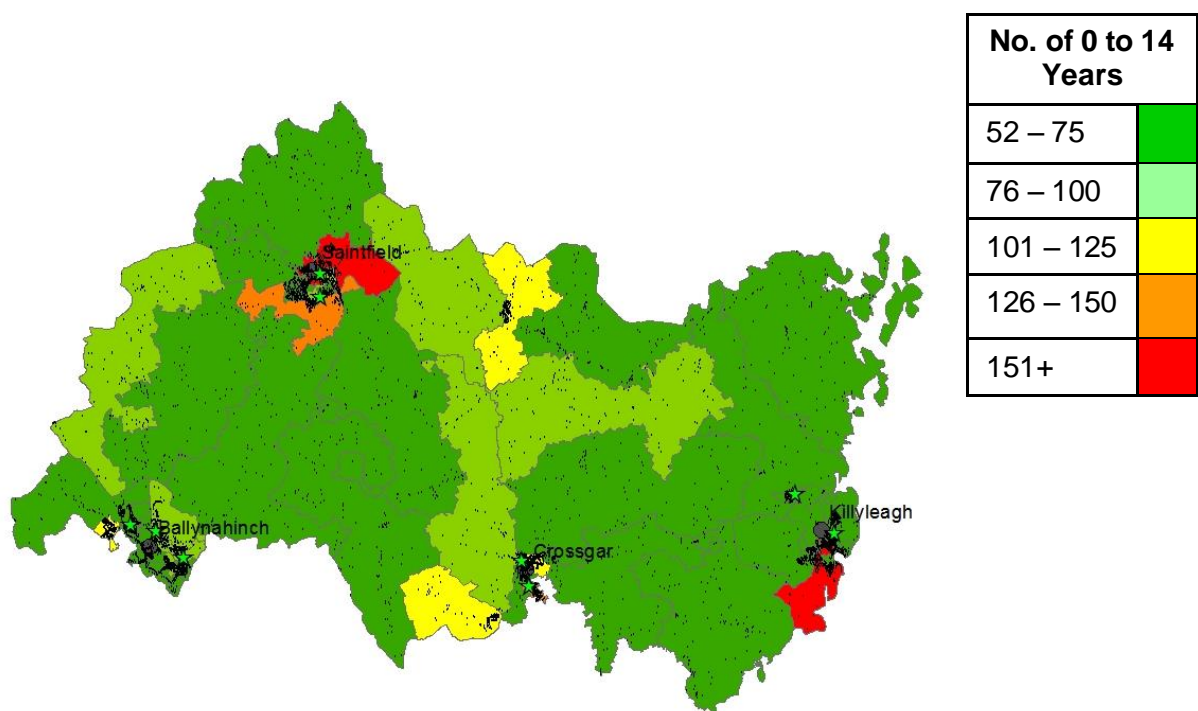 No. of 0 to 14
Years
52 – 75
76 – 100
101 – 125
126 – 150
151+
Saintfield
Ballynahinch
Crossgar
Killyleagh